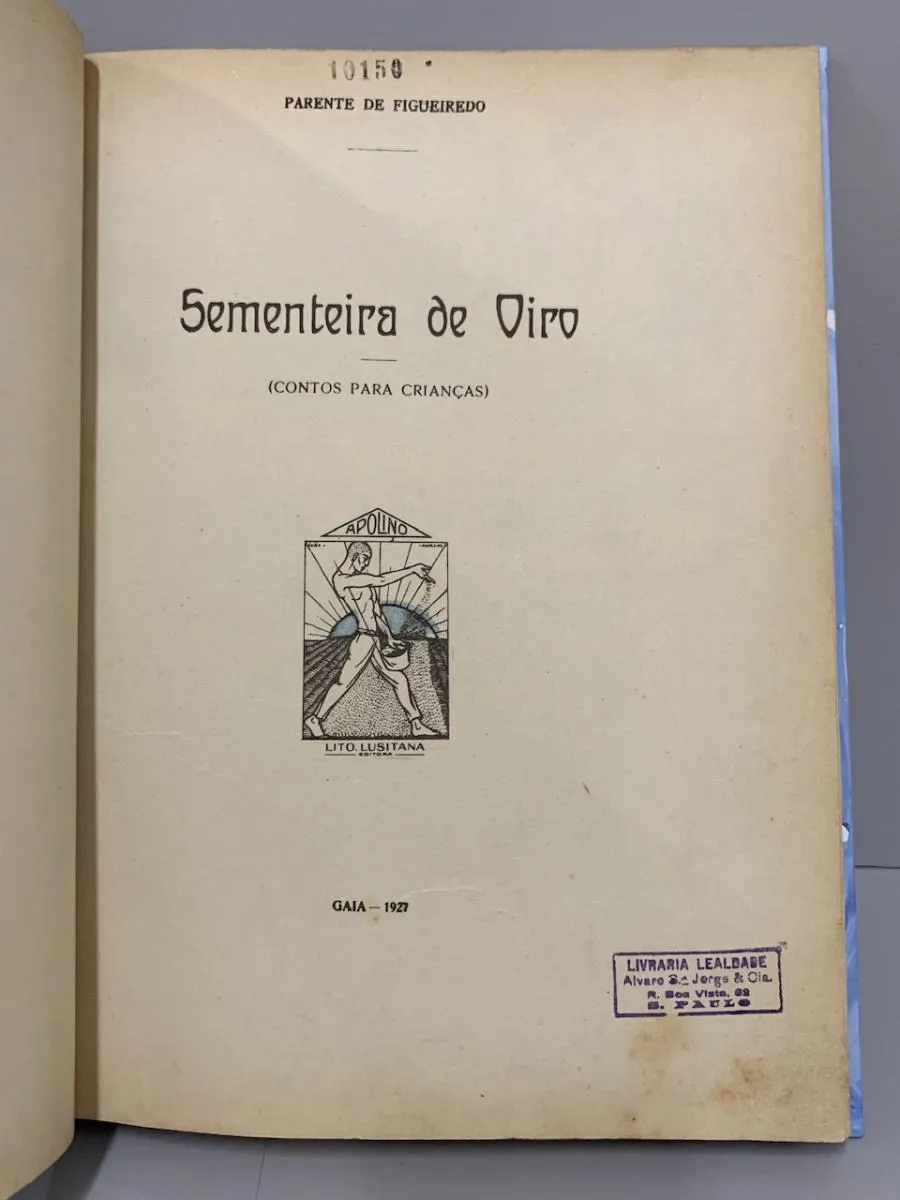 10150
PARENTE DE FIGUEIREDO
Sementeira de Oiro
(CONTOS PARA CRIANÇAS)
APOLINO
LITO. LUSITANA
EDITORA
GAIA — 1927
LIVRARIA LEALDADE
Alvaro S.ª Jorge & Cia.
R. Boa Vista, 62
S. PAULO